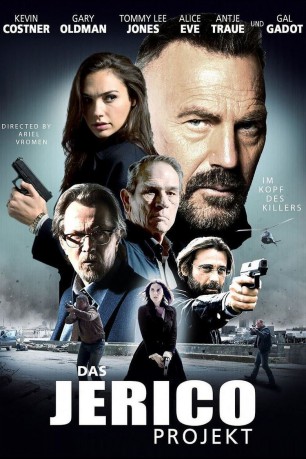 KEVIN COSTNER
GARY OLDMAN
TOMMY LEE JONES
ALICE EVE
ANTJE TRAUE
UND
GAL GADOT
DIRECTED BY
ARIEL
VROMEN
IM
KOPF
DES
KILLERS
DAS
JERICO
PROJEKT